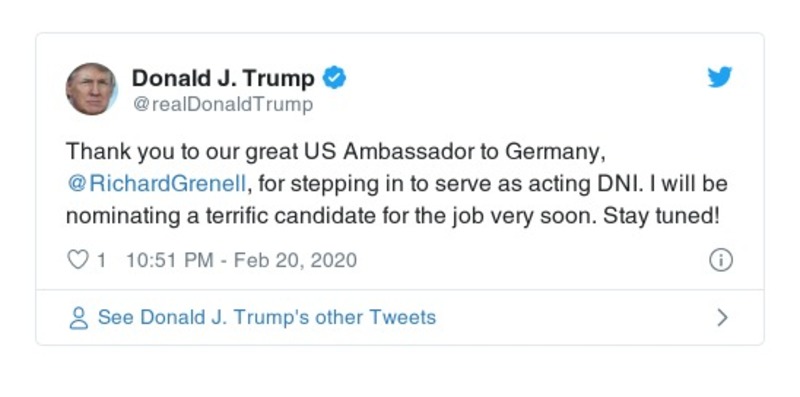 Donald J. Trump
@realDonaldTrump
Thank you to our great US Ambassador to Germany,
@RichardGrenell, for stepping in to serve as acting DNI. I will be
nominating a terrific candidate for the job very soon. Stay tuned!
1 10:51 PM - Feb 20, 2020
See Donald J. Trump's other Tweets